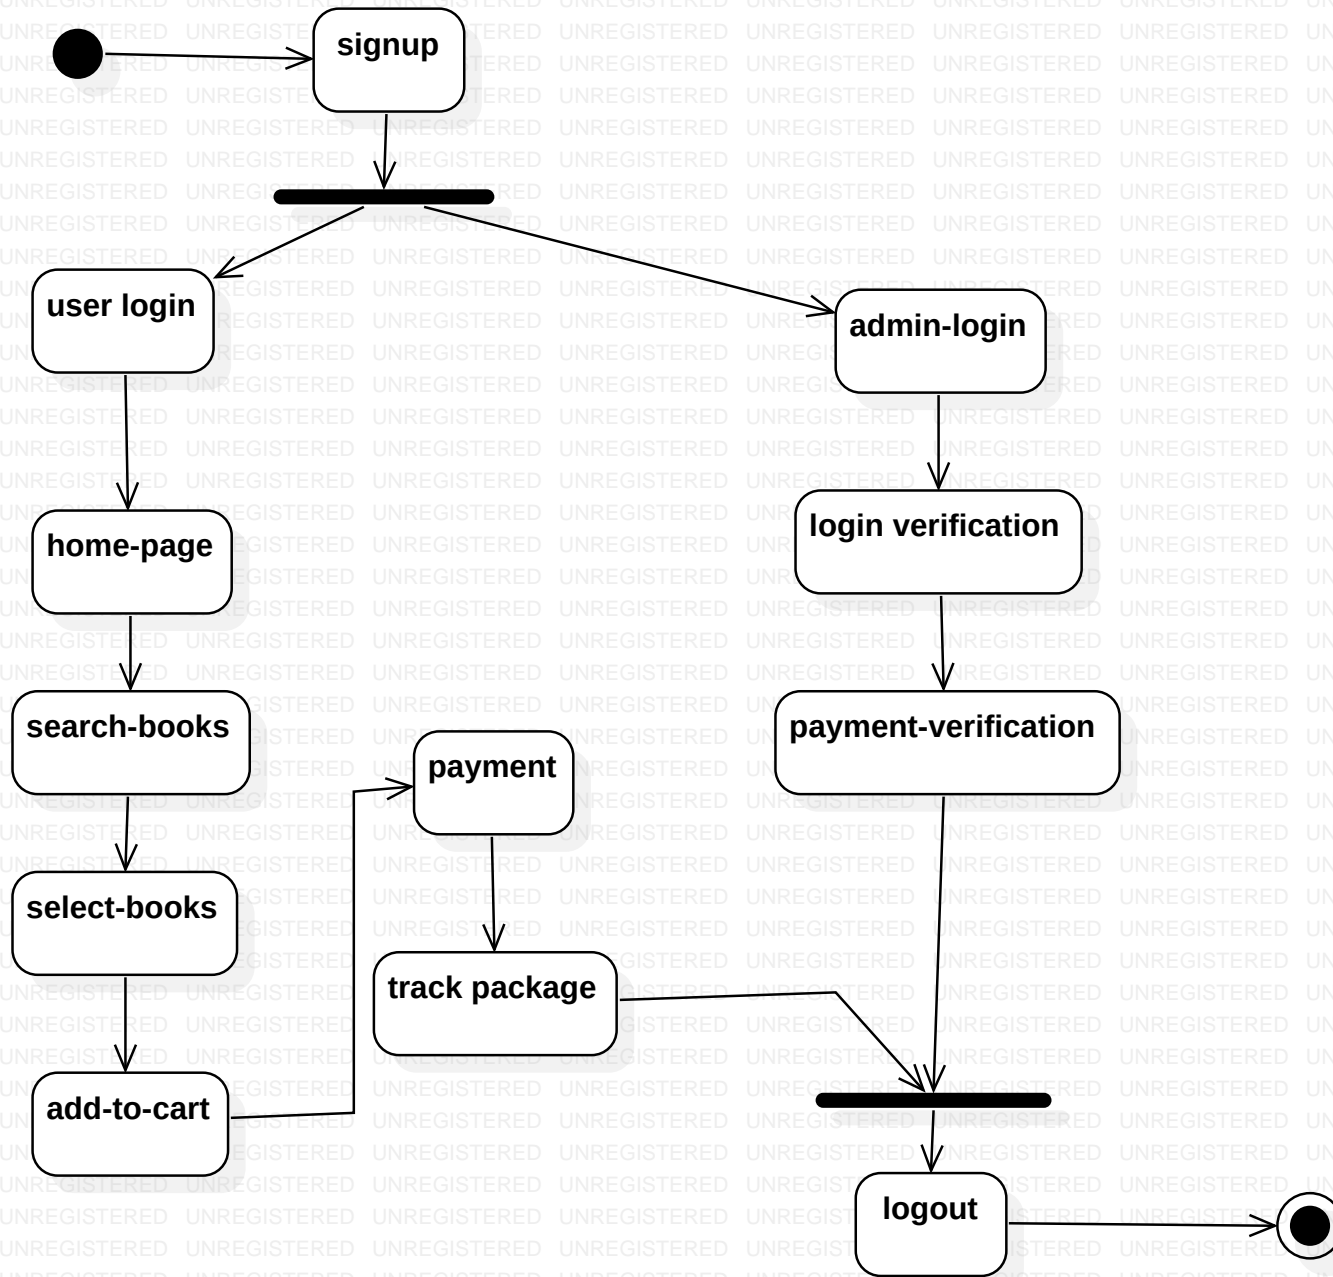 signup
user login
admin-login
home-page
login verification
search-books
payment-verification
payment
select-books
track package
add-to-cart
logout
UNREGISTERED